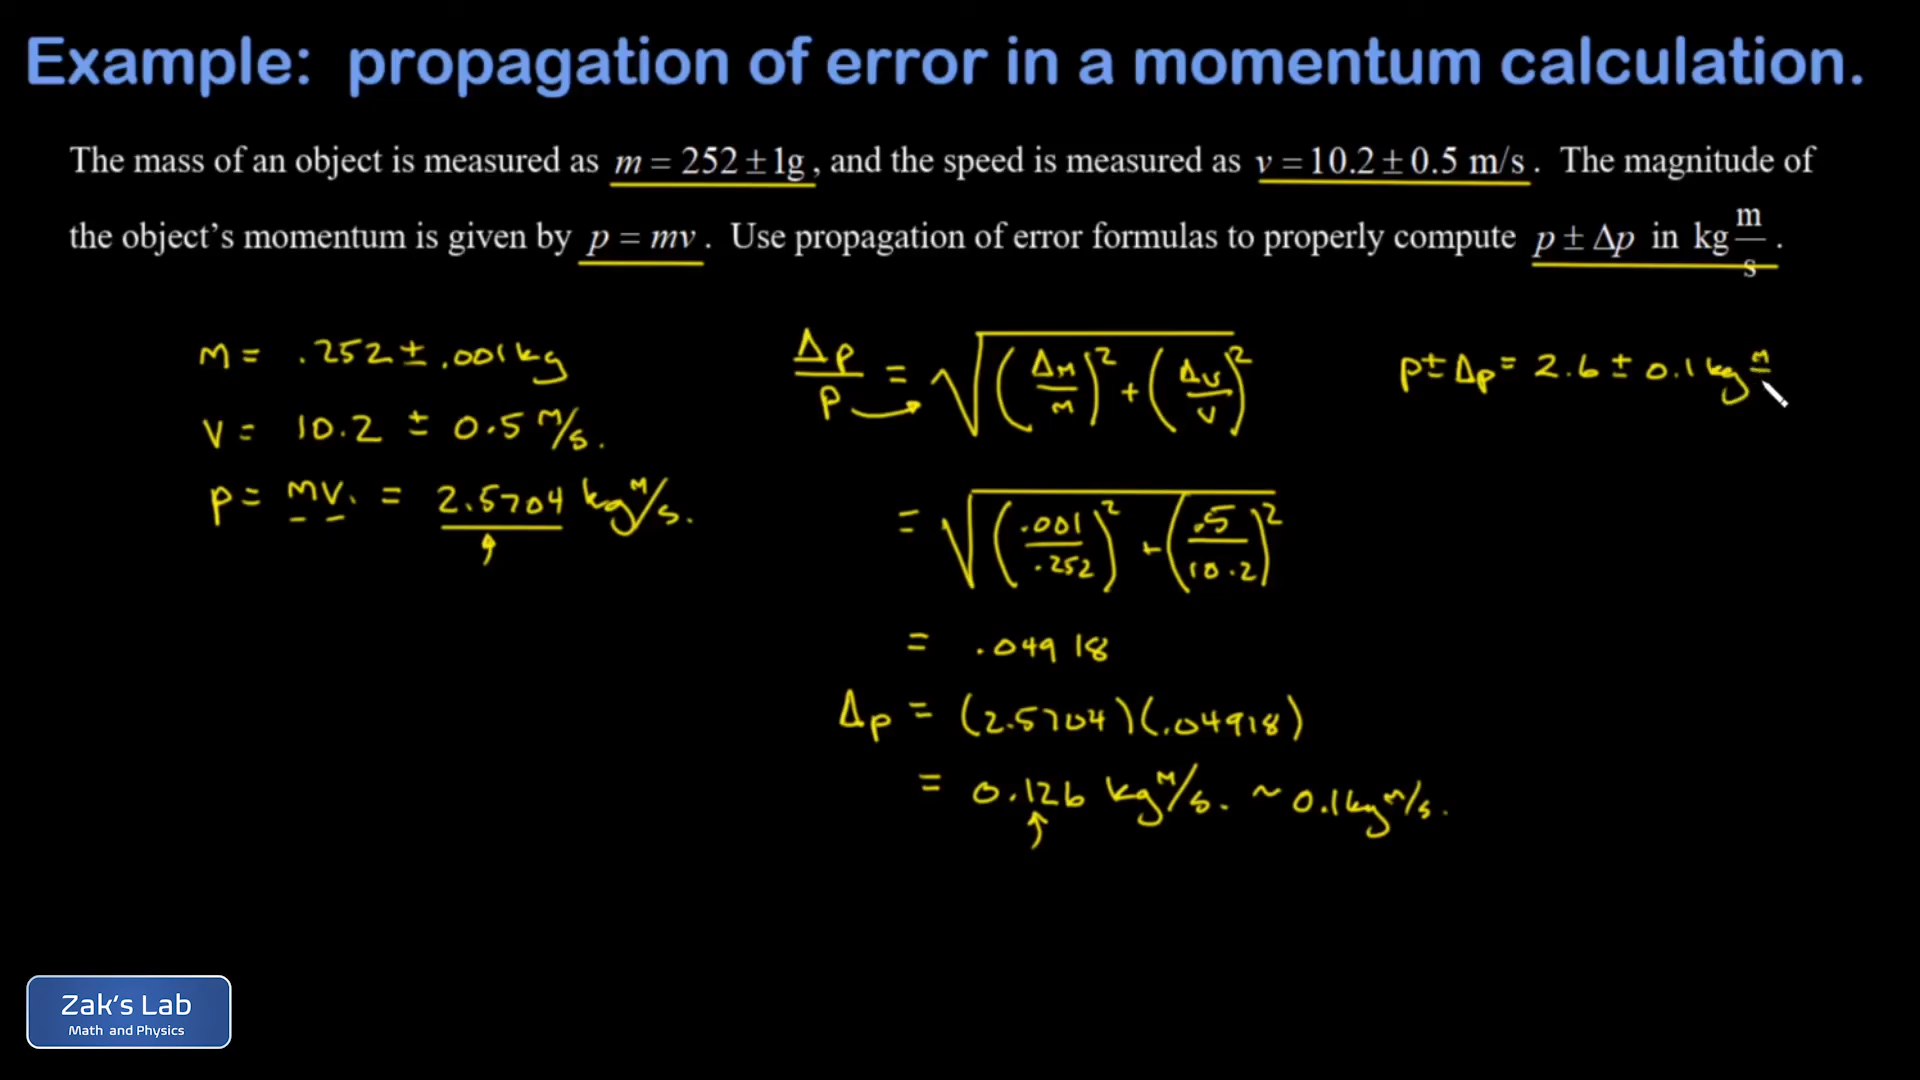 Example: propagation of error in a momentum calculation.
The mass of an object is measured as m = 252 ± 1g, and the speed is measured as v = 10.2 ± 0.5 m/s. The magnitude of
the object's momentum is given by p = mv. Use propagation of error formulas to properly compute p ± Δp in kg m/s.
m = .252 ± .001 kg
v = 10.2 ± 0.5 m/s.
p = mv. = 2.5704 kg m/s.
Δp/p = √((Δm/m)² + (Δv/v)²)
= √((.001/.252)² + (.5/10.2)²)
= .04918
Δp = (2.5704)(.04918)
= 0.126 kg m/s. ~ 0.1 kg m/s.
p ± Δp = 2.6 ± 0.1 kg m
Zak's Lab
Math and Physics